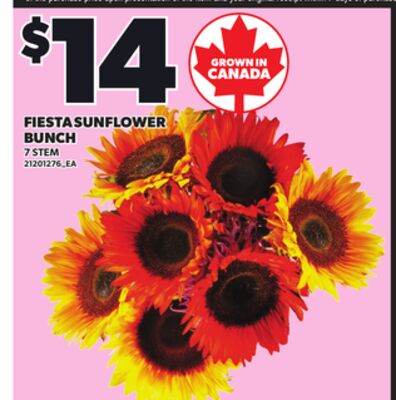 $14
GROWN IN
CANADA
FIESTA SUNFLOWER
BUNCH
7 STEM
21201276_EA